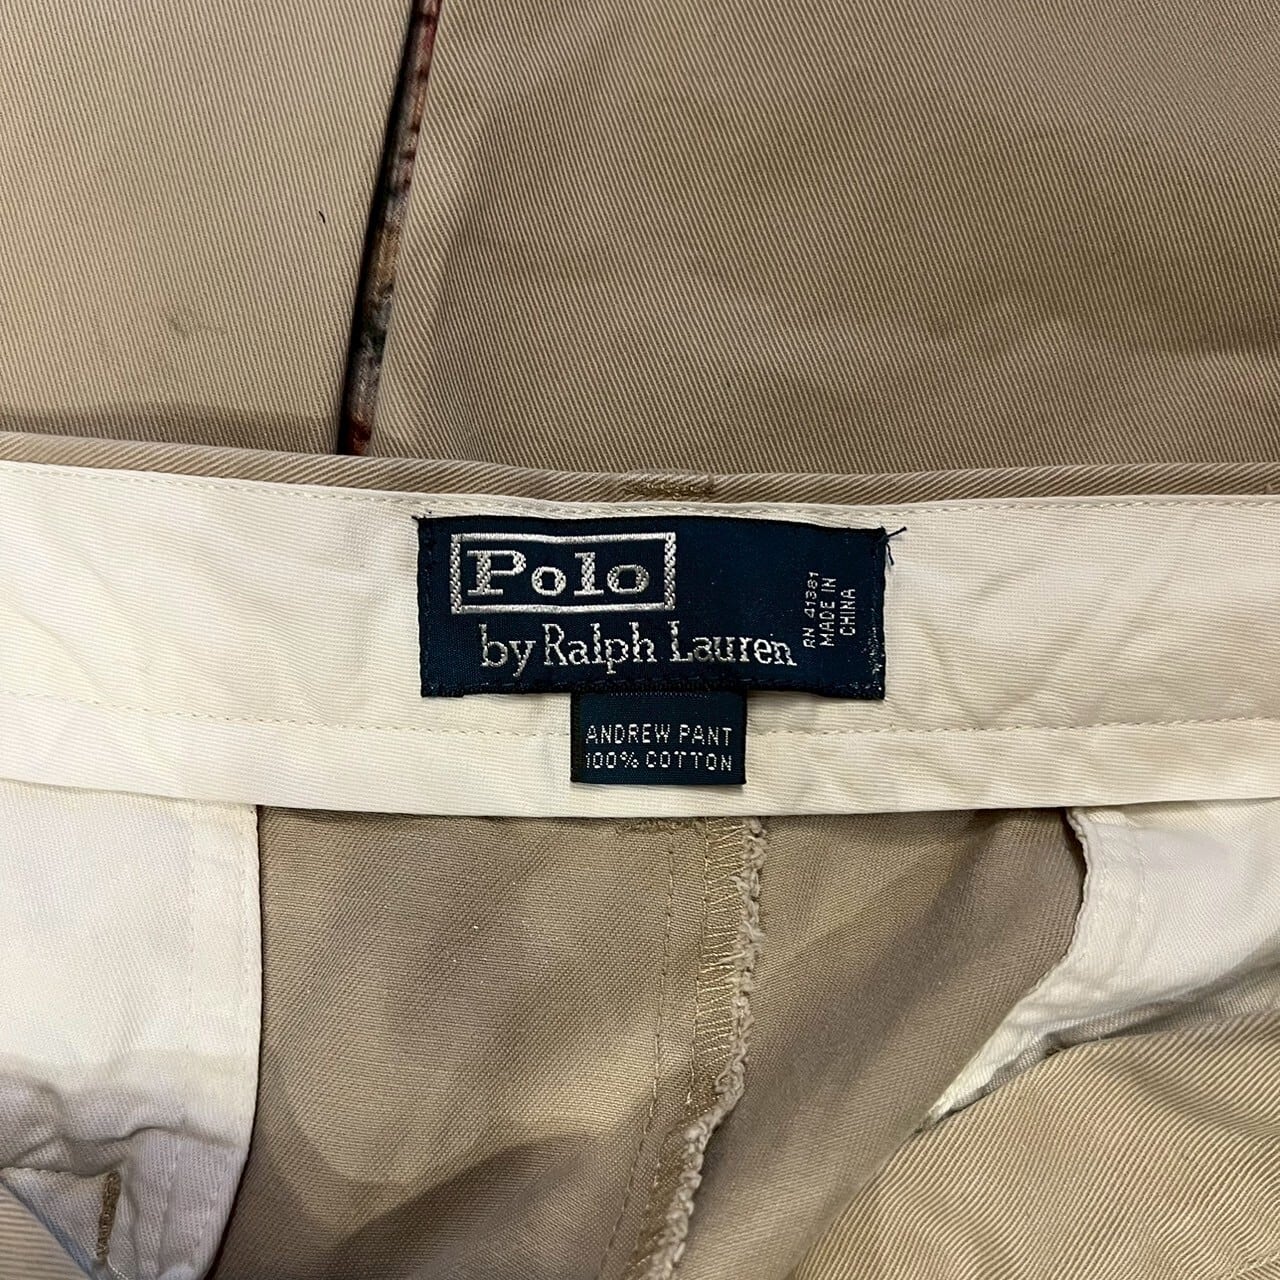 Polo
by Ralph Lauren
RN 41381
MADE IN
CHINA
ANDREW PANT
100% COTTON